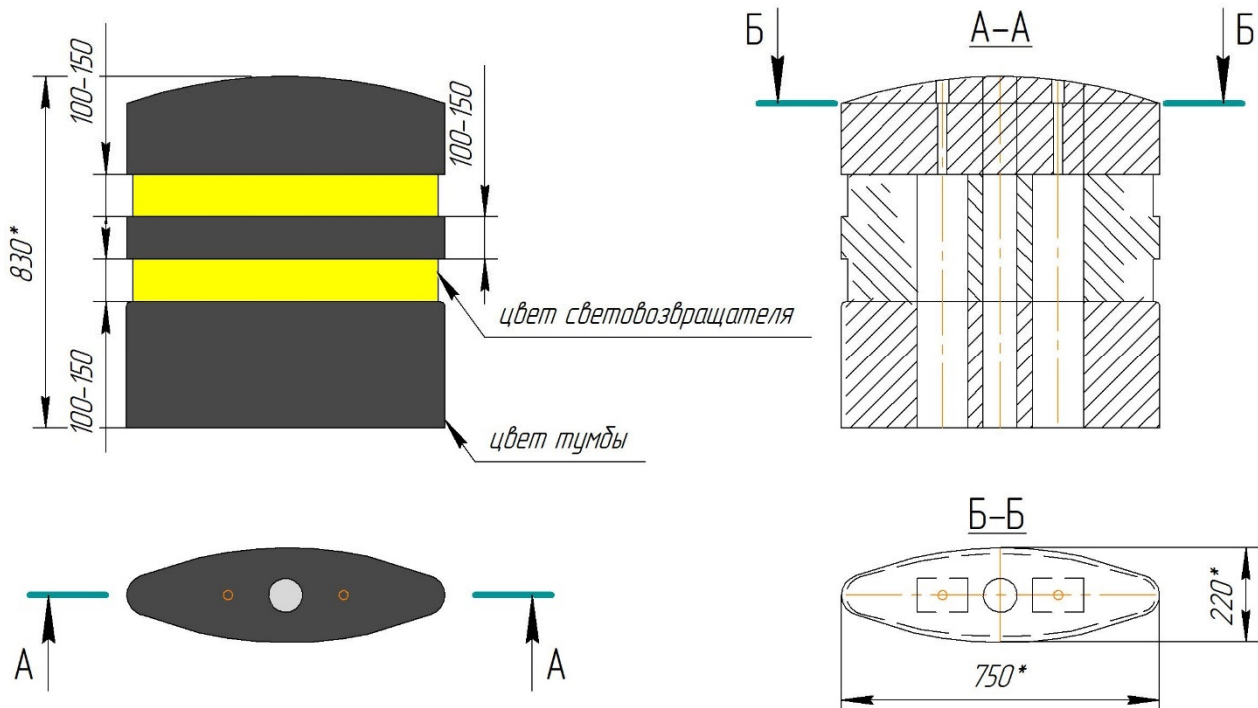 Б
А-А
Б
100-150
100-150
830*
цвет световозвращателя
100-150
цвет тумбы
Б-Б
А
А
220*
750*